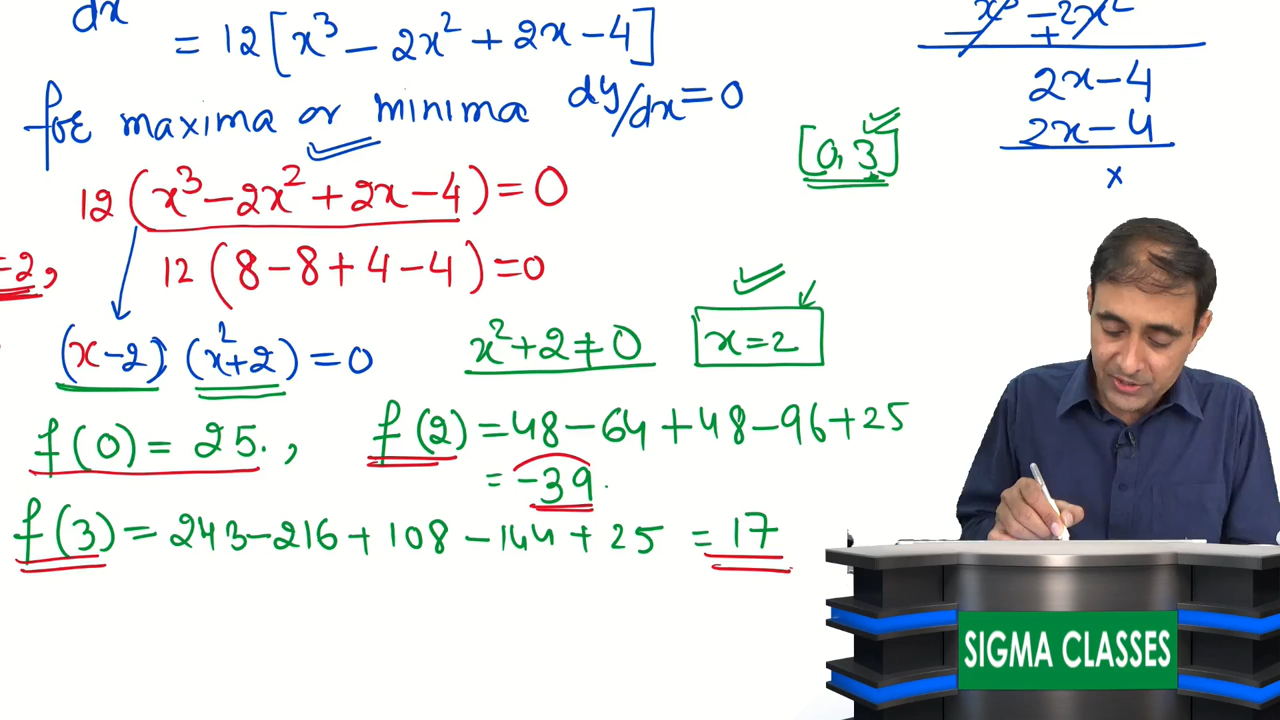 dx
= 12[x³ – 2x² + 2x – 4]
for maxima or minima dy/dx = 0
[0, 3]
– 2x²
– +
2x – 4
2x – 4
x
12(x³ – 2x² + 2x – 4) = 0
=2,
12(8 – 8 + 4 – 4) = 0
(x – 2) (x² + 2) = 0
x² + 2 ≠ 0
x = 2
f(0) = 25. ,
f(2) = 48 – 64 + 48 – 96 + 25
= –39.
f(3) = 243 – 216 + 108 – 144 + 25 = 17
SIGMA CLASSES